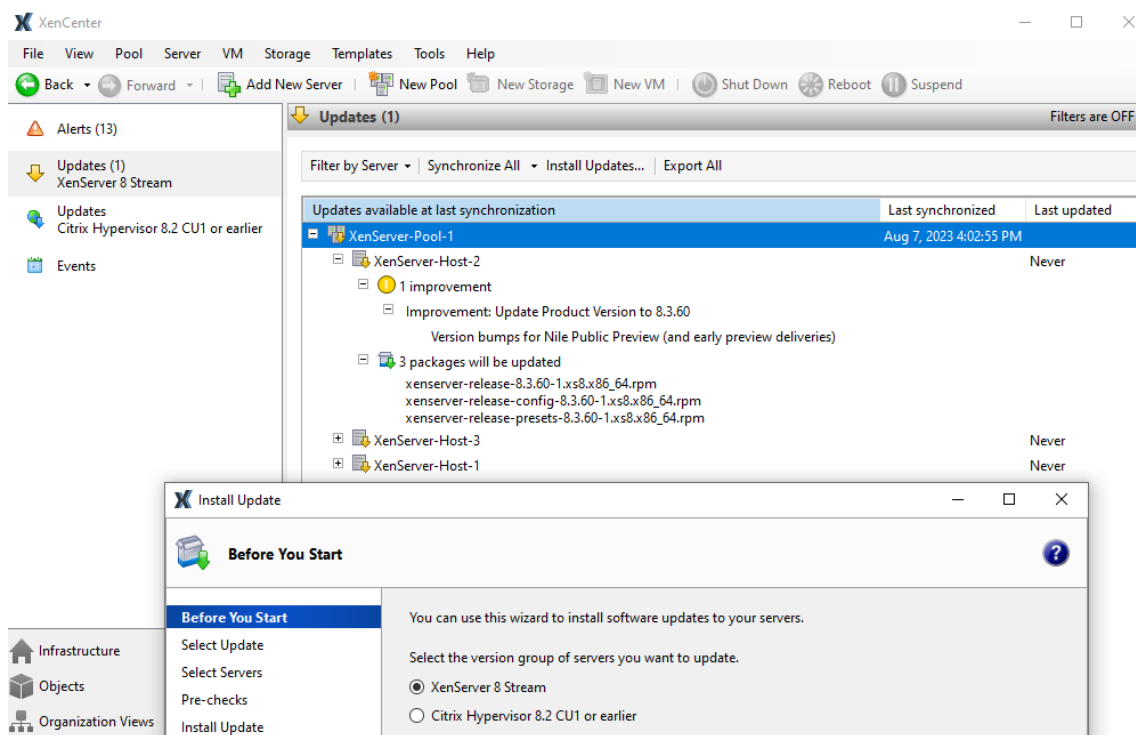 XenCenter
File View Pool Server VM Storage Templates Tools Help
Back Forward Add New Server New Pool New Storage New VM Shut Down Reboot Suspend
Alerts (13)
Updates (1)
XenServer 8 Stream
Updates
Citrix Hypervisor 8.2 CU1 or earlier
Events
Updates (1) Filters are OFF
Filter by Server Synchronize All Install Updates... Export All
Updates available at last synchronization Last synchronized Last updated
XenServer-Pool-1 Aug 7, 2023 4:02:55 PM
XenServer-Host-2 Never
1 improvement
Improvement: Update Product Version to 8.3.60
Version bumps for Nile Public Preview (and early preview deliveries)
3 packages will be updated
xenserver-release-8.3.60-1.xs8.x86_64.rpm
xenserver-release-config-8.3.60-1.xs8.x86_64.rpm
xenserver-release-presets-8.3.60-1.xs8.x86_64.rpm
XenServer-Host-3 Never
XenServer-Host-1 Never
Infrastructure
Objects
Organization Views
Install Update
Before You Start
Before You Start
Select Update
Select Servers
Pre-checks
Install Update
You can use this wizard to install software updates to your servers.
Select the version group of servers you want to update.
XenServer 8 Stream
Citrix Hypervisor 8.2 CU1 or earlier